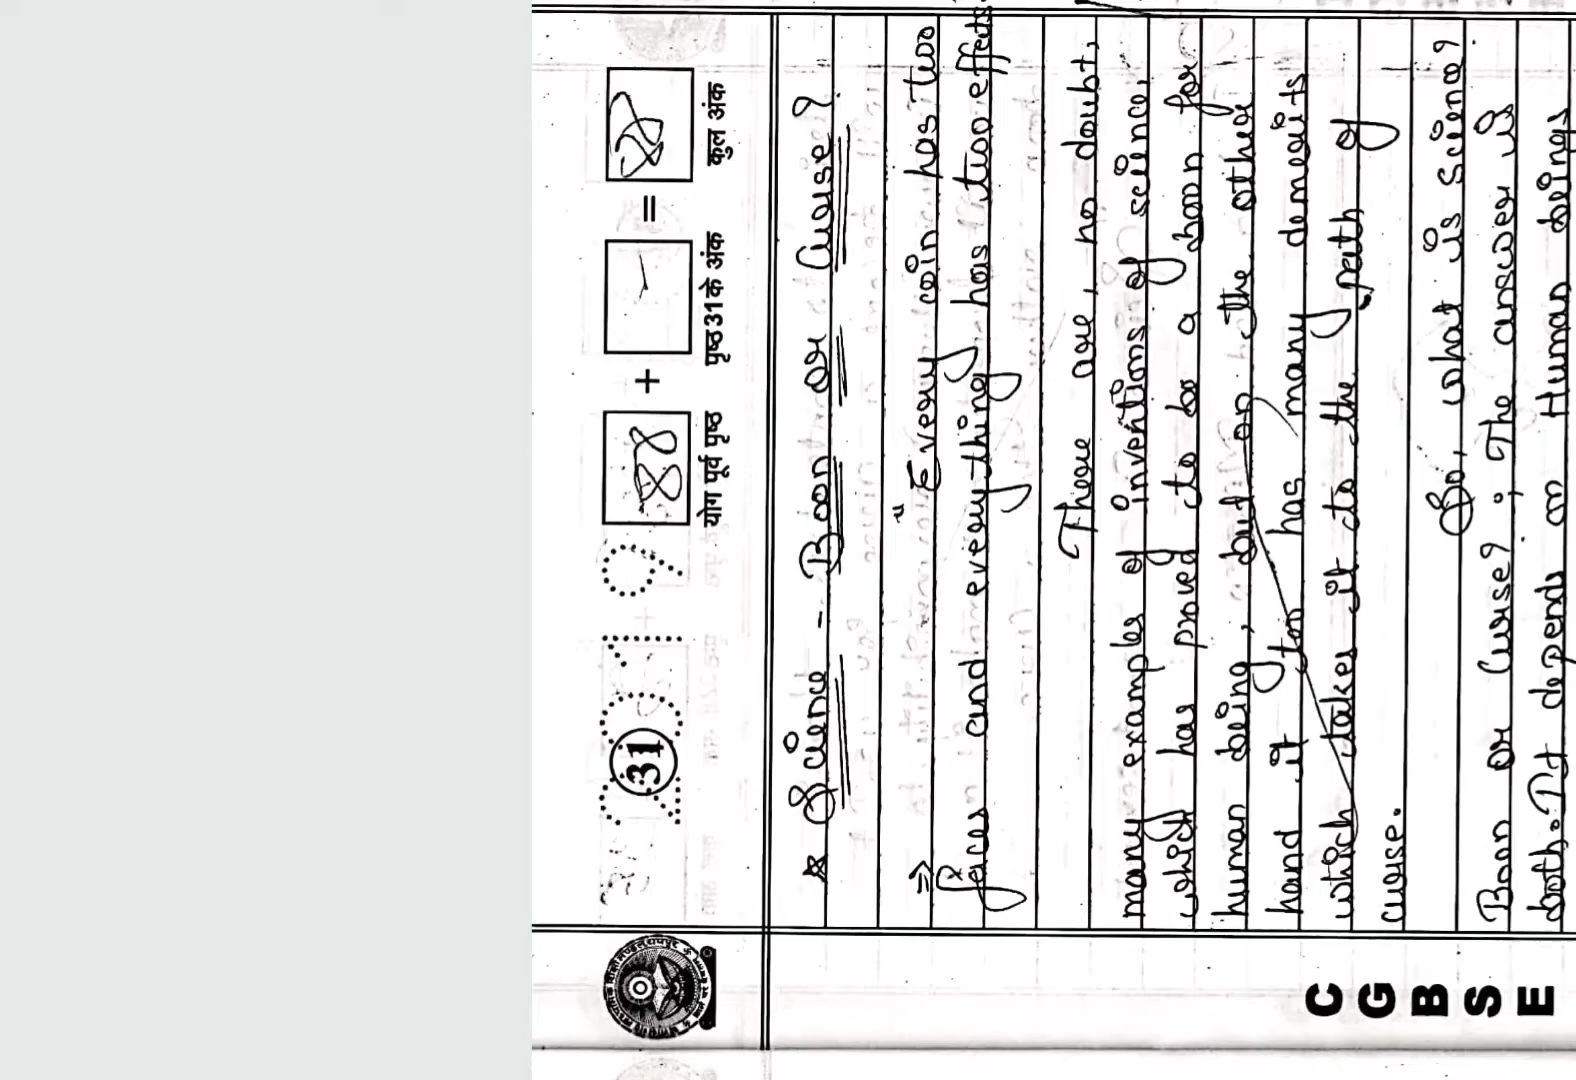 31
88 + = 88
योग पूर्व पृष्ठ पृष्ठ 31 के अंक कुल अंक
* Science - Boon or Curse?
⇒ " Every coin has two
faces and everything has two effects
There are, no doubt,
many examples of inventions of science,
which has proved to be a boon for
human being, but on the other
hand it too has many demerits
which takes it to the path of
curse.
So, what is science?
Boon or Curse? ; The answer is
both. It depends on Human beings
C G B S E